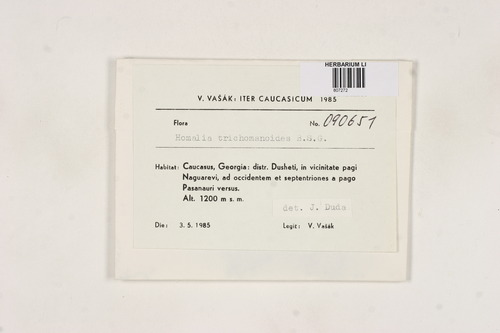 HERBARIUM LI
607272
V. VAŠÁK: ITER CAUCASICUM 1985
Flora
No. 090651
Homalia trichomanoides B.S.G.
Habitat: Caucasus, Georgia: distr. Dusheti, in vicinitate pagi
Naguarevi, ad occidentem et septentriones a pago
Pasanauri versus.
Alt. 1200 m s. m.
det. J. Duda
Die: 3. 5. 1985
Legit: V. Vašák